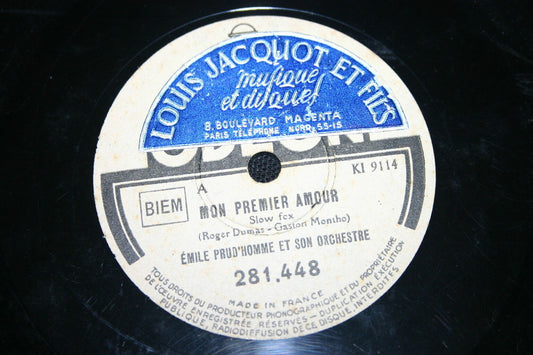 LOUIS JACQUOT ET FILS
musique
et disques
8. BOULEVARD MAGENTA
PARIS TÉLÉPHONE NORD 55-15
ODEON
KI 9114
A
BIEM
MON PREMIER AMOUR
Slow fox
(Roger Dumas - Gaston Montho)
ÉMILE PRUD'HOMME ET SON ORCHESTRE
281.448
MADE IN FRANCE
TOUS DROITS DU PRODUCTEUR PHONOGRAPHIQUE ET DU PROPRIÉTAIRE
DE L'ŒUVRE ENREGISTRÉE RÉSERVÉS - DUPLICATION EXÉCUTION
PUBLIQUE, RADIODIFFUSION DE CE DISQUE, INTERDITES